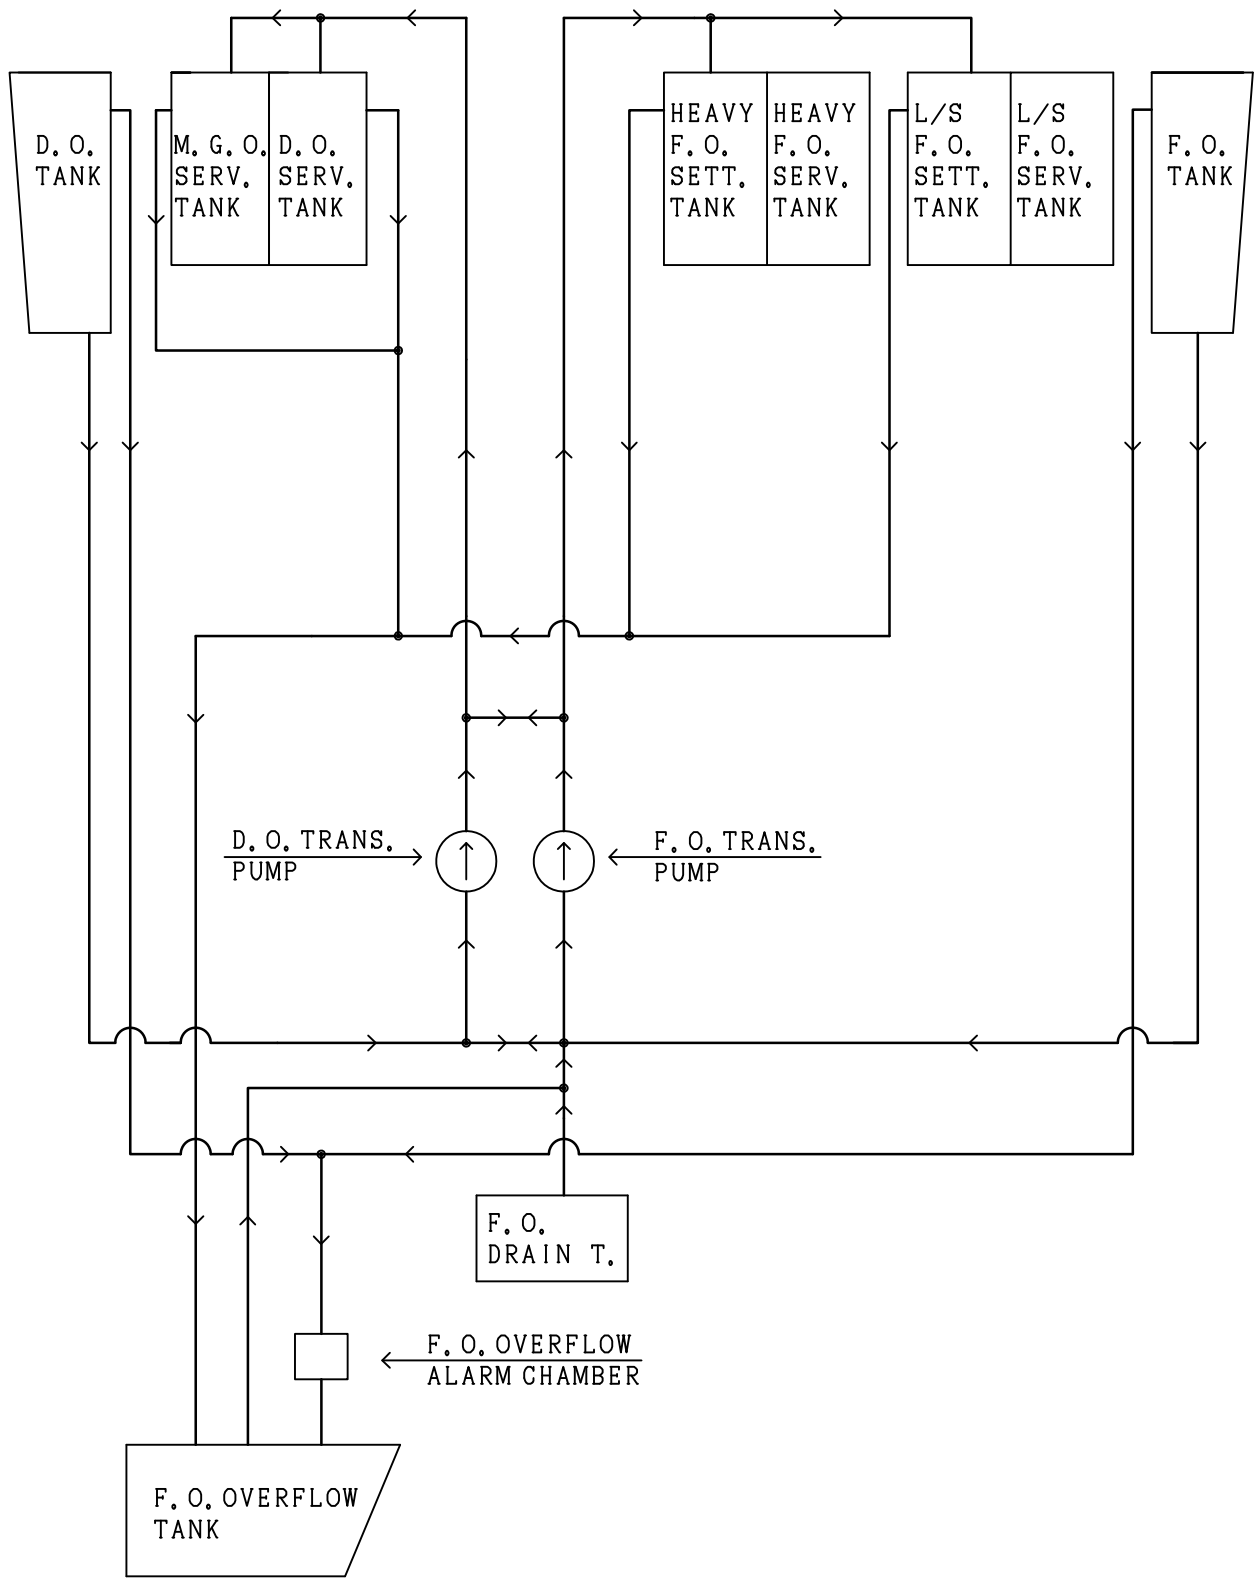 D. O.
TANK
M. G. O.
SERV.
TANK
D. O.
SERV.
TANK
HEAVY
F. O.
SETT.
TANK
HEAVY
F. O.
SERV.
TANK
L/S
F. O.
SETT.
TANK
L/S
F. O.
SERV.
TANK
F. O.
TANK
D. O. TRANS.
PUMP
F. O. TRANS.
PUMP
F. O.
DRAIN T.
F. O. OVERFLOW
ALARM CHAMBER
F. O. OVERFLOW
TANK